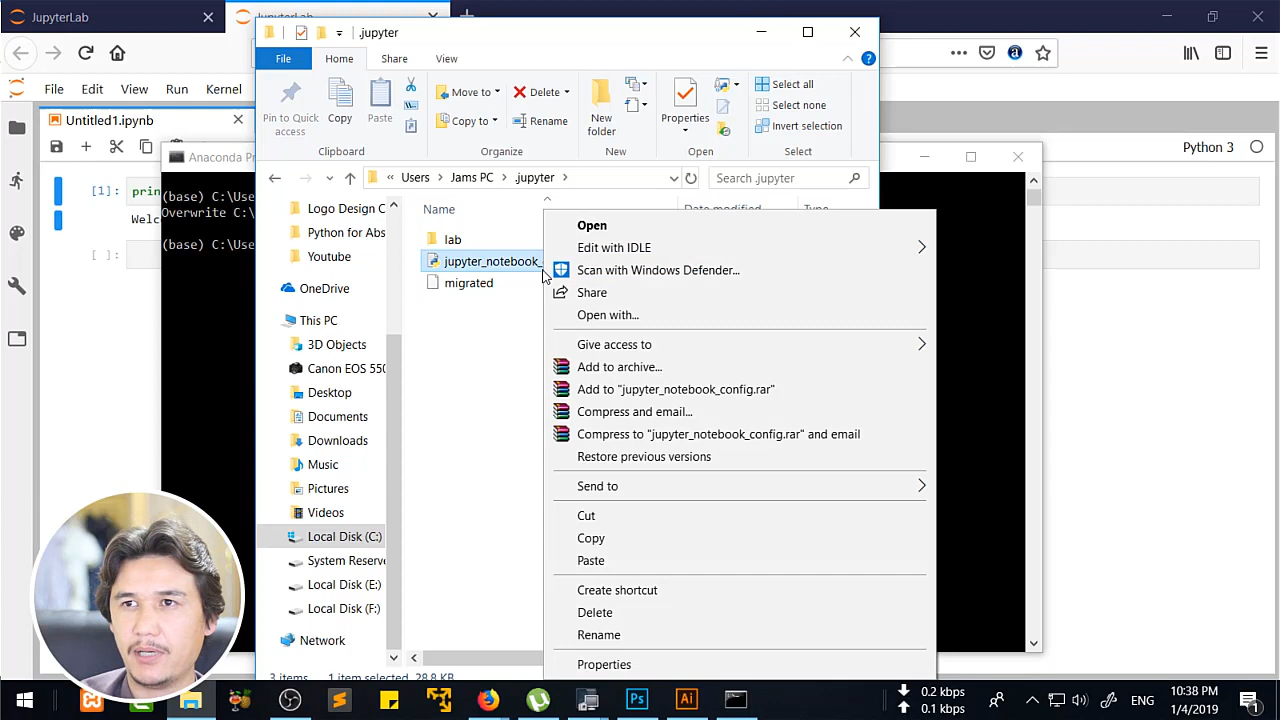 JupyterLab
JupyterLab
.jupyter
File
Home
Share
View
Pin to Quick access
Copy
Paste
Move to
Copy to
Delete
Rename
New folder
Properties
Select all
Select none
Invert selection
Clipboard
Organize
New
Open
Select
Users
Jams PC
.jupyter
Search .jupyter
File
Edit
View
Run
Kernel
Untitled1.ipynb
Python 3
[1]:
prin
Welc
[ ]:
Anaconda Pr
(base) C:\Use
Overwrite C:\
(base) C:\Use
Logo Design C
Python for Abs
Youtube
OneDrive
This PC
3D Objects
Canon EOS 550
Desktop
Documents
Downloads
Music
Pictures
Videos
Local Disk (C:)
System Reserve
Local Disk (E:)
Local Disk (F:)
Network
Name
Date modified
Type
lab
jupyter_notebook_
migrated
3 items
1 item selected
28.8 KB
Open
Edit with IDLE
Scan with Windows Defender...
Share
Open with...
Give access to
Add to archive...
Add to "jupyter_notebook_config.rar"
Compress and email...
Compress to "jupyter_notebook_config.rar" and email
Restore previous versions
Send to
Cut
Copy
Paste
Create shortcut
Delete
Rename
Properties
Ps
Ai
0.2 kbps
0.1 kbps
ENG
10:38 PM
1/4/2019
1